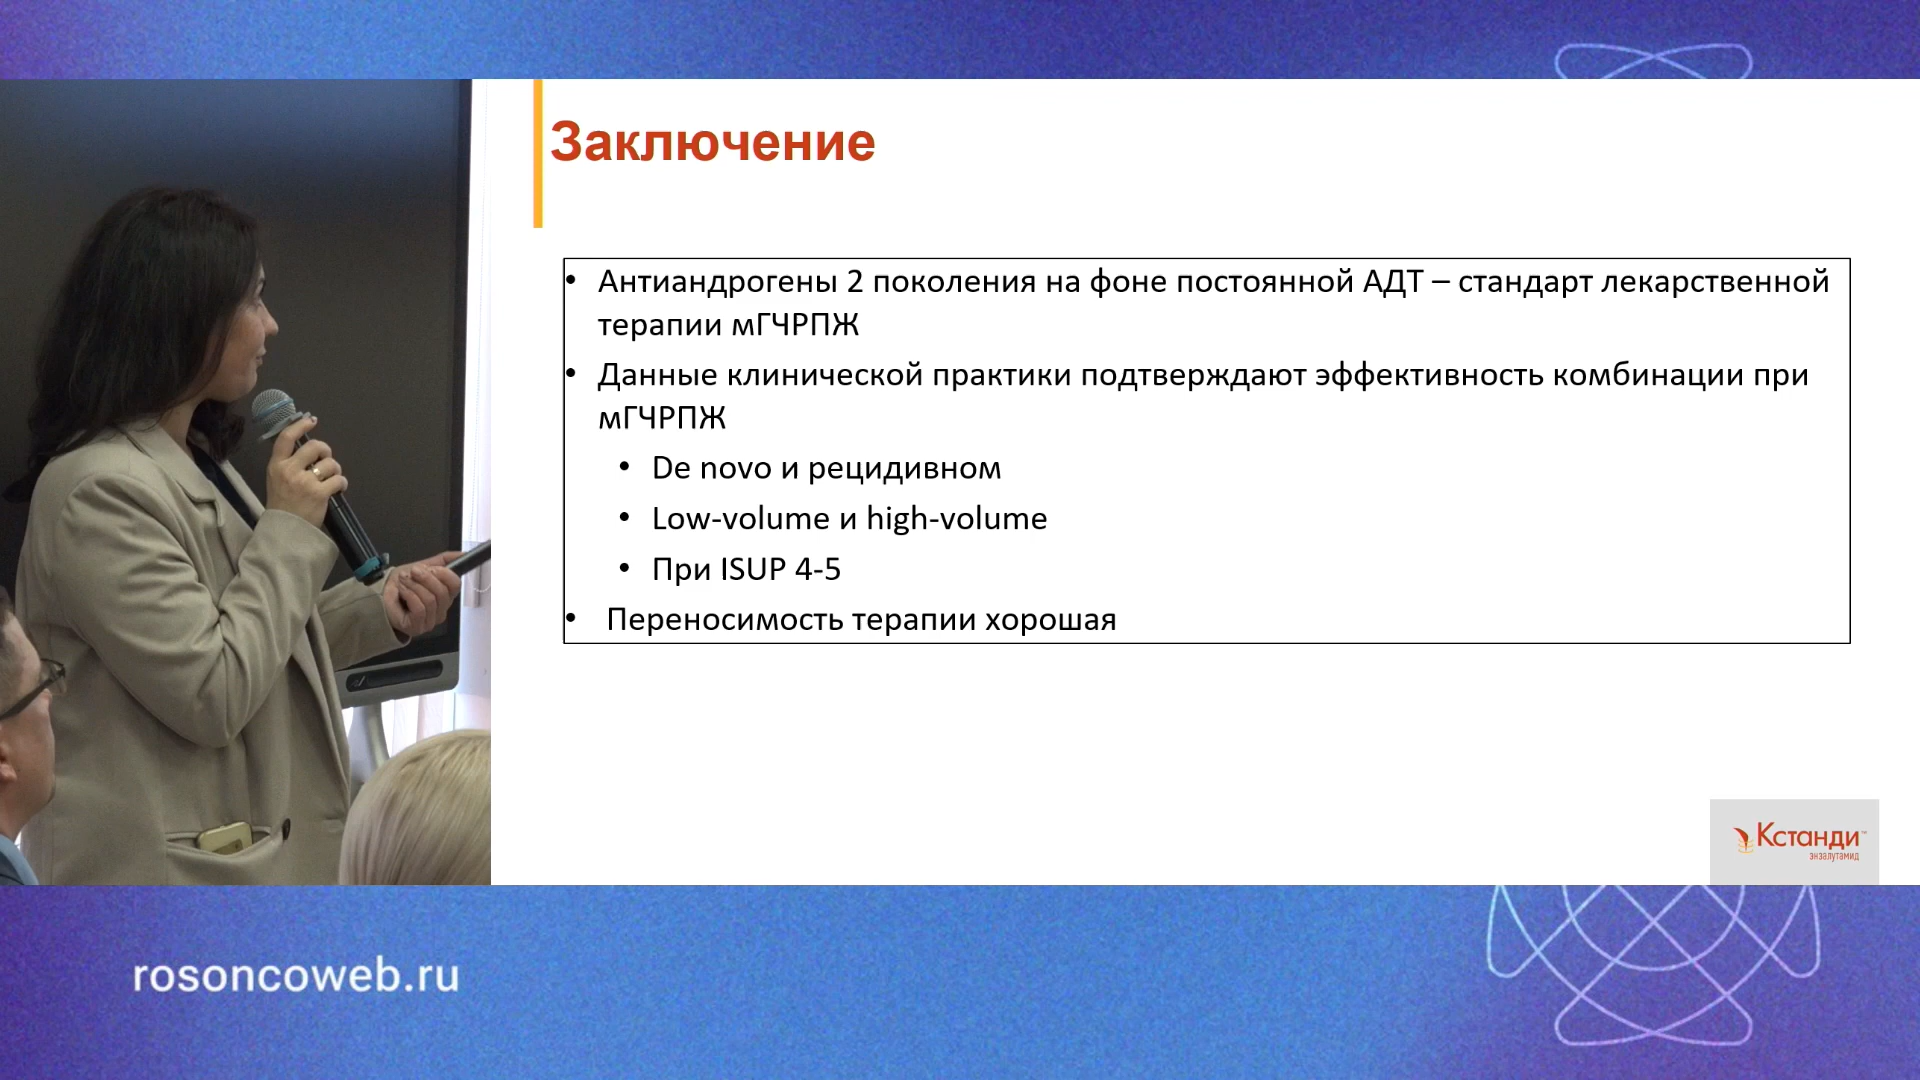 Заключение
• Антиандрогены 2 поколения на фоне постоянной АДТ – стандарт лекарственной
терапии мГЧРПЖ
• Данные клинической практики подтверждают эффективность комбинации при
мГЧРПЖ
• De novo и рецидивном
• Low-volume и high-volume
• При ISUP 4-5
• Переносимость терапии хорошая
Кстанди™
энзалутамид
rosoncoweb.ru